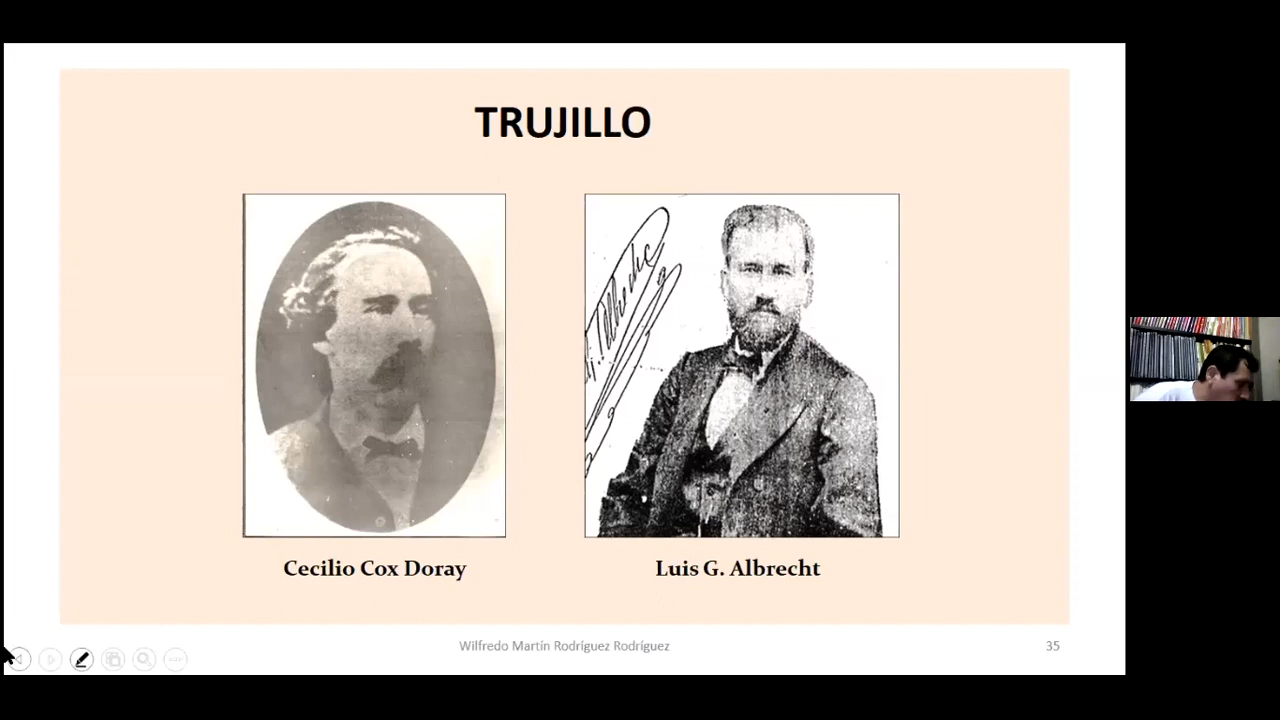 TRUJILLO
Cecilio Cox Doray
Luis G. Albrecht
Wilfredo Martín Rodríguez Rodríguez
35